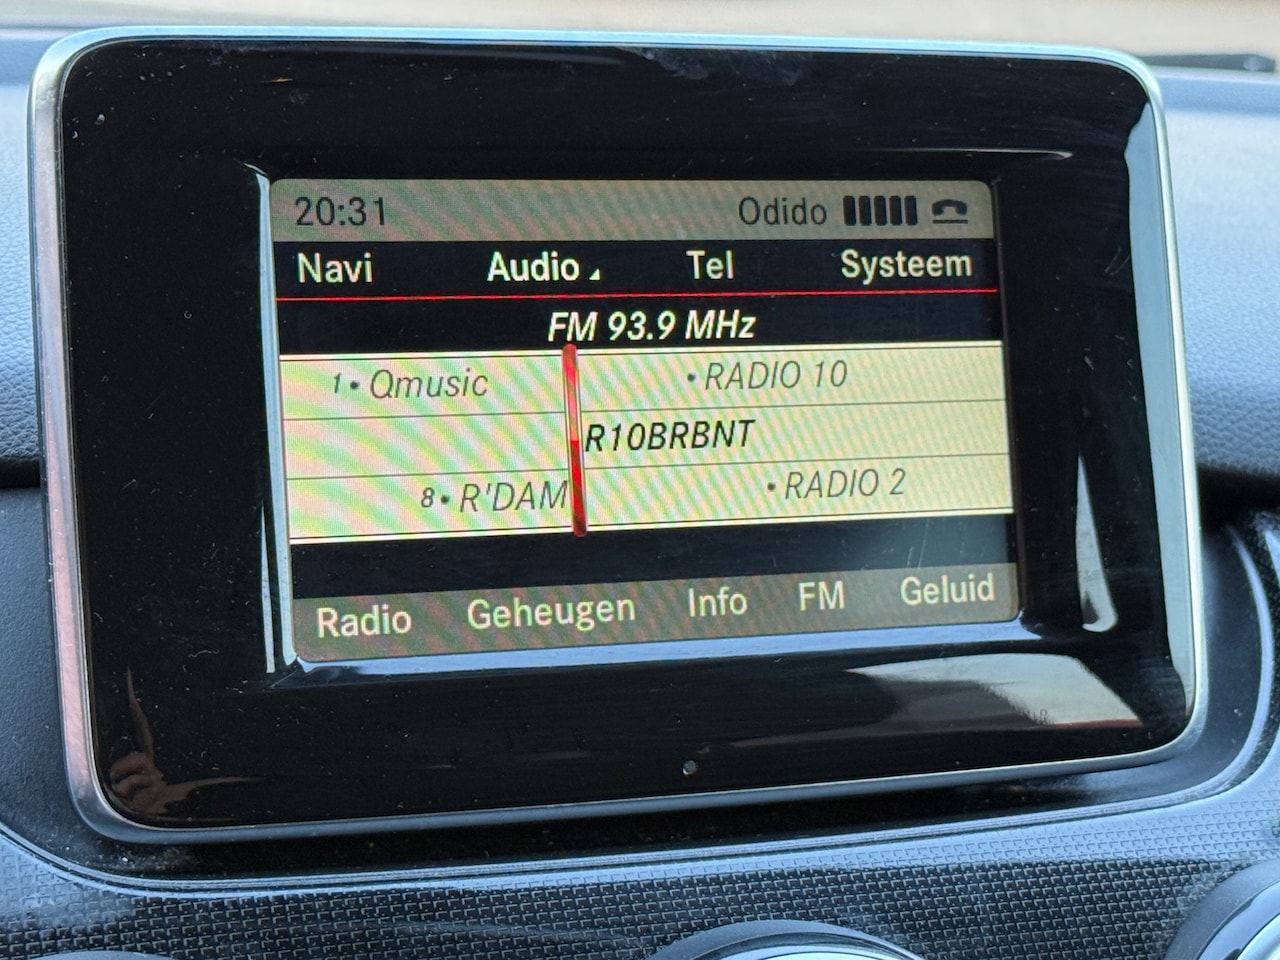 20:31 Odido
Navi Audio Tel Systeem
FM 93.9 MHz
1• Qmusic •RADIO 10
R10BRBNT
8• R'DAM •RADIO 2
Radio Geheugen Info FM Geluid